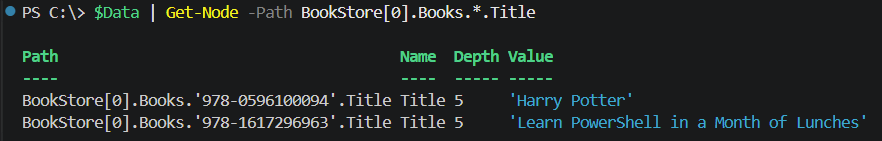 PS C:\> $Data | Get-Node -Path BookStore[0].Books.*.Title
Path Name Depth Value
---- ---- ----- -----
BookStore[0].Books.'978-0596100094'.Title Title 5 'Harry Potter'
BookStore[0].Books.'978-1617296963'.Title Title 5 'Learn PowerShell in a Month of Lunches'